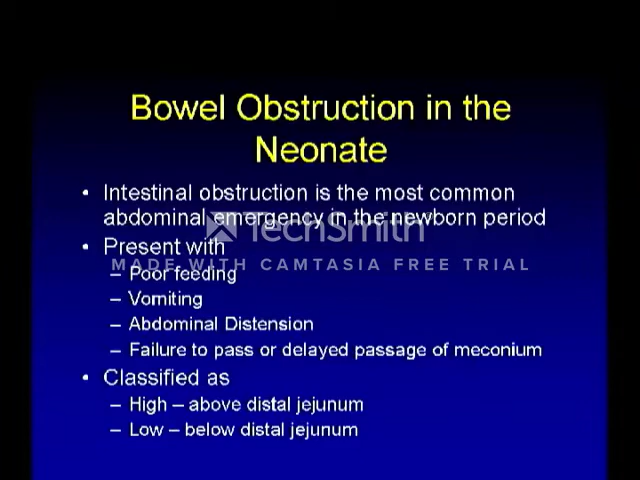 Bowel Obstruction in the
Neonate
• Intestinal obstruction is the most common
abdominal emergency in the newborn period
TechSmith
• Present with
MADE WITH CAMTASIA FREE TRIAL
– Poor feeding
– Vomiting
– Abdominal Distension
– Failure to pass or delayed passage of meconium
• Classified as
– High – above distal jejunum
– Low – below distal jejunum